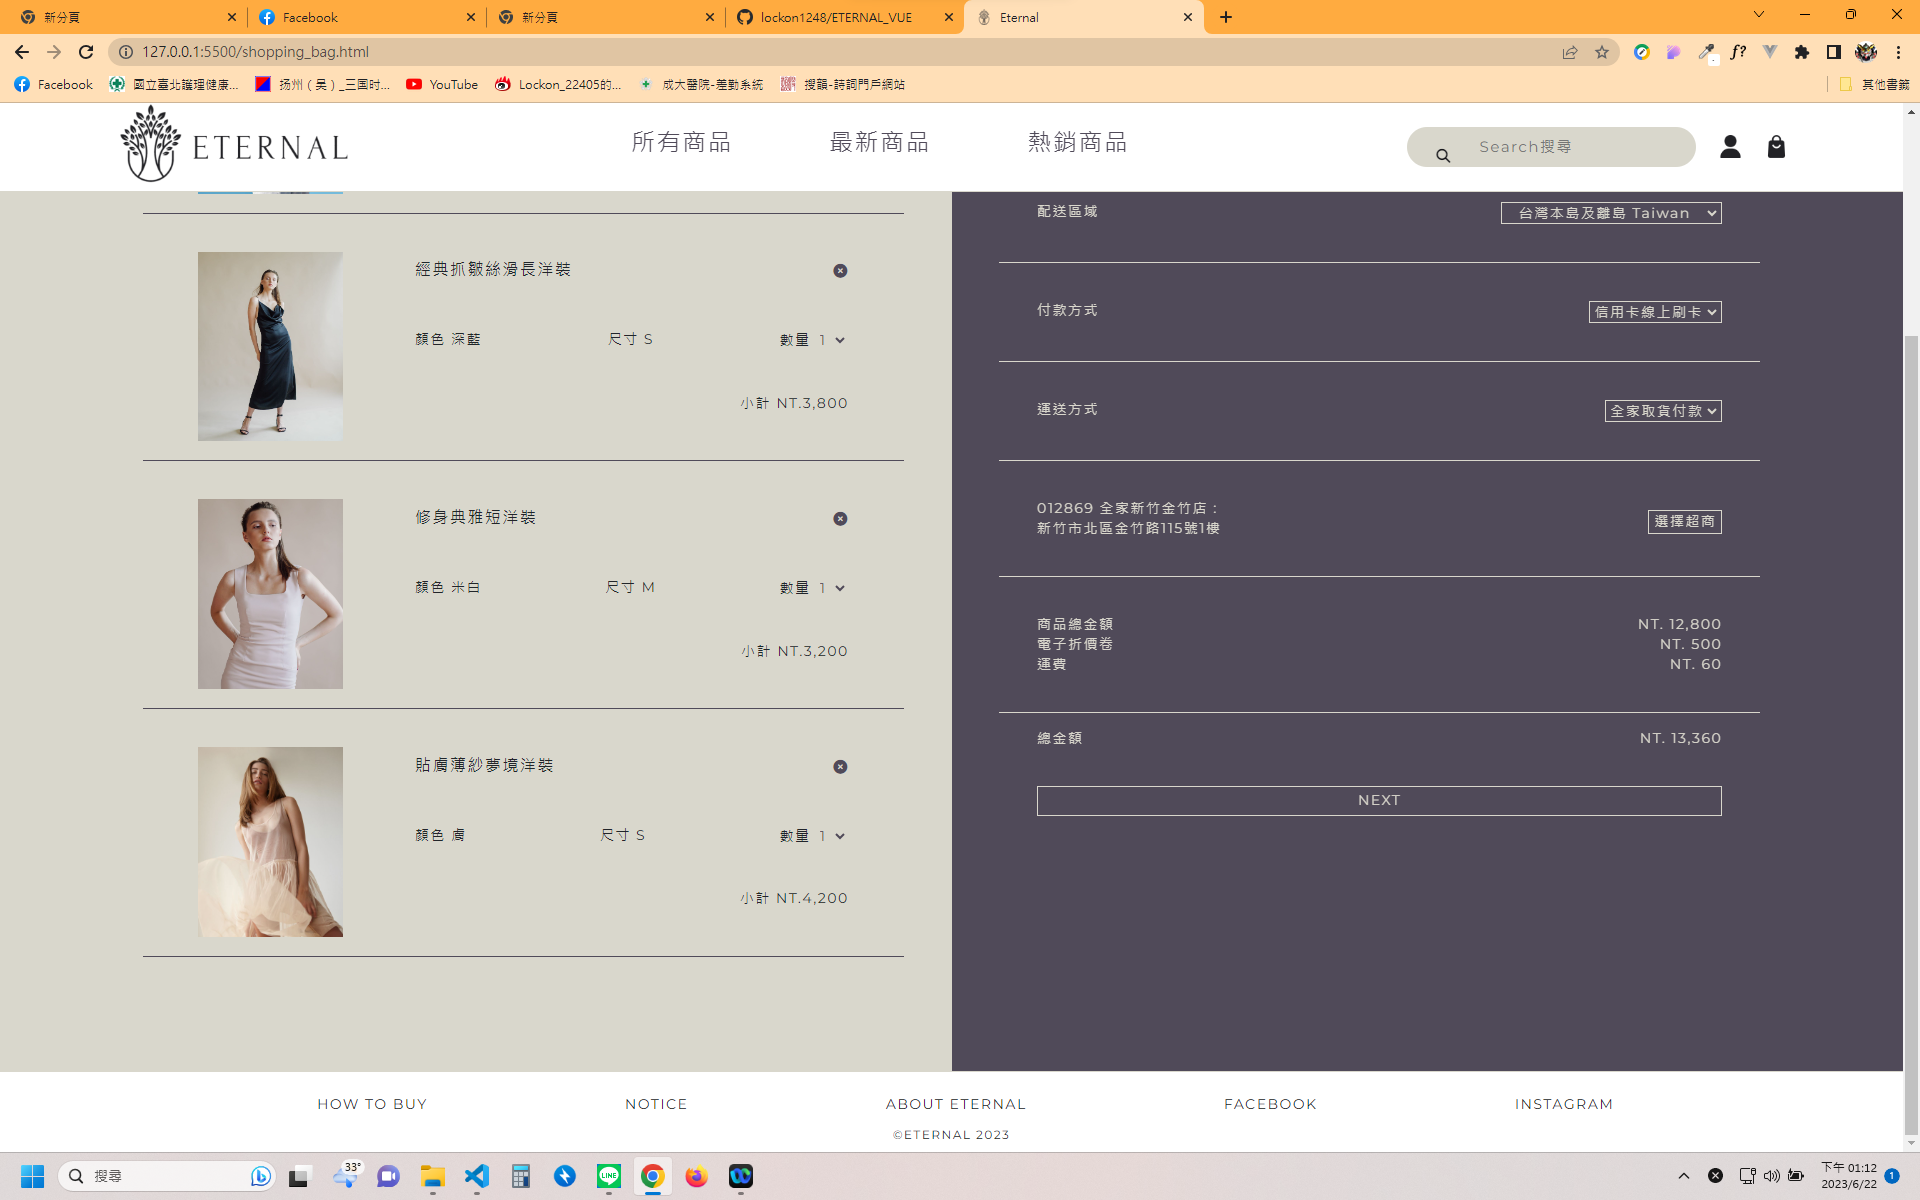 新分頁
Facebook
新分頁
lockon1248/ETERNAL_VUE
Eternal
127.0.0.1:5500/shopping_bag.html
Facebook
國立臺北護理健康...
扬州（吴）_三国时...
YouTube
Lockon_22405的...
成大醫院-差勤系統
搜韻-詩詞門戶網站
其他書籤
ETERNAL
所有商品
最新商品
熱銷商品
Search搜尋
經典抓皺絲滑長洋裝
顏色 深藍
尺寸 S
數量 1
小計 NT.3,800
修身典雅短洋裝
顏色 米白
尺寸 M
數量 1
小計 NT.3,200
貼膚薄紗夢境洋裝
顏色 膚
尺寸 S
數量 1
小計 NT.4,200
配送區域
台灣本島及離島 Taiwan
付款方式
信用卡線上刷卡
運送方式
全家取貨付款
012869 全家新竹金竹店：
新竹市北區金竹路115號1樓
選擇超商
商品總金額
NT. 12,800
電子折價卷
NT. 500
運費
NT. 60
總金額
NT. 13,360
NEXT
HOW TO BUY
NOTICE
ABOUT ETERNAL
FACEBOOK
INSTAGRAM
©ETERNAL 2023
搜尋
33°
下午 01:12
2023/6/22
1